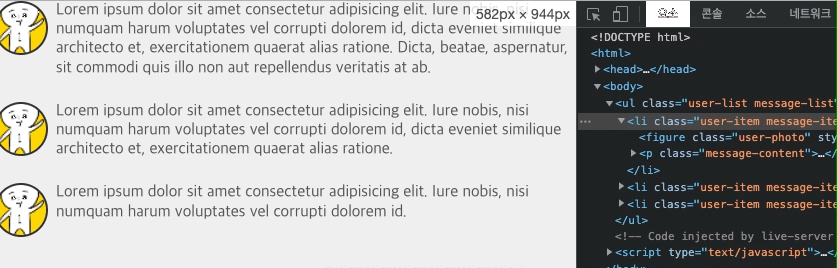 Lorem ipsum dolor sit amet consectetur adipisicing elit. Iure nobis, nisi
numquam harum voluptates vel corrupti dolorem id, dicta eveniet similique
architecto et, exercitationem quaerat alias ratione. Dicta, beatae, aspernatur,
sit commodi quis illo non aut repellendus veritatis at ab.
Lorem ipsum dolor sit amet consectetur adipisicing elit. Iure nobis, nisi
numquam harum voluptates vel corrupti dolorem id, dicta eveniet similique
architecto et, exercitationem quaerat alias ratione.
Lorem ipsum dolor sit amet consectetur adipisicing elit. Iure nobis, nisi
numquam harum voluptates vel corrupti dolorem id.
582px × 944px
요소 콘솔 소스 네트워크
<!DOCTYPE html>
<html>
<head>…</head>
<body>
<ul class="user-list message-list"
<li class="user-item message-ite
<figure class="user-photo" sty
<p class="message-content">…</
</li>
<li class="user-item message-ite
<li class="user-item message-ite
</ul>
<!-- Code injected by live-server
<script type="text/javascript">…</
</body>